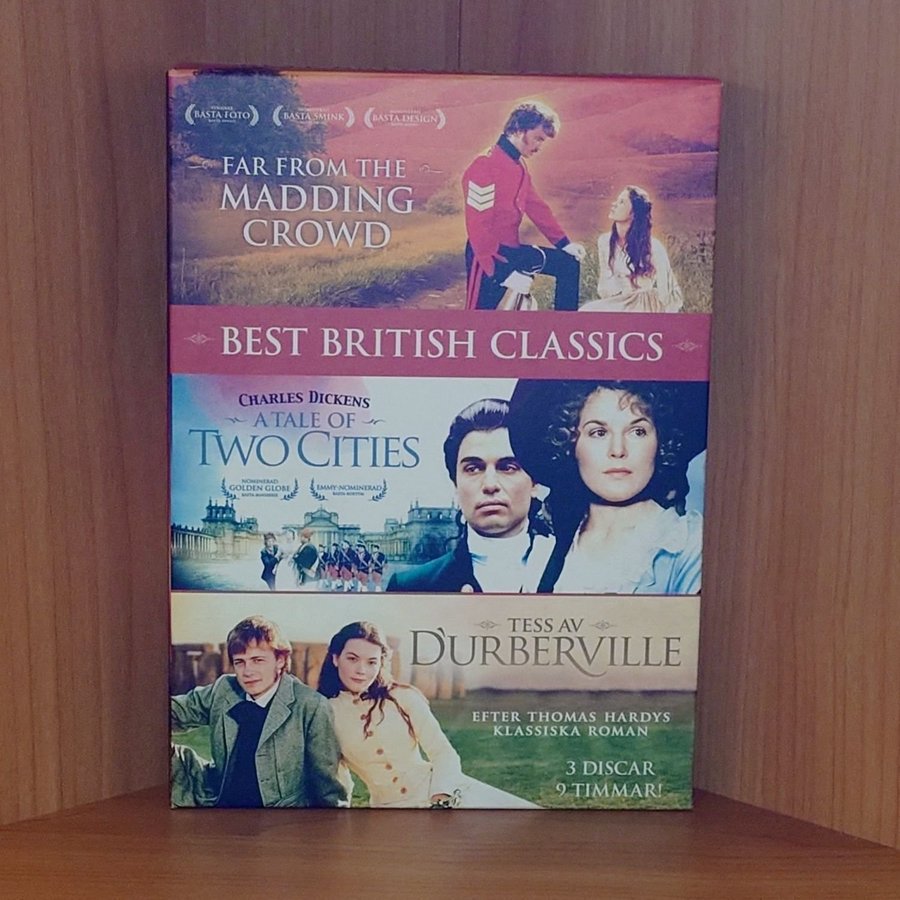 BÄSTA FOTO
BÄSTA SMINK
BÄSTA DESIGN
FAR FROM THE
MADDING
CROWD
BEST BRITISH CLASSICS
CHARLES DICKENS
A TALE OF
TWO CITIES
NOMINERAD:
GOLDEN GLOBE
EMMY-NOMINERAD
TESS AV
D'URBERVILLE
EFTER THOMAS HARDYS
KLASSISKA ROMAN
3 DISCAR
9 TIMMAR!